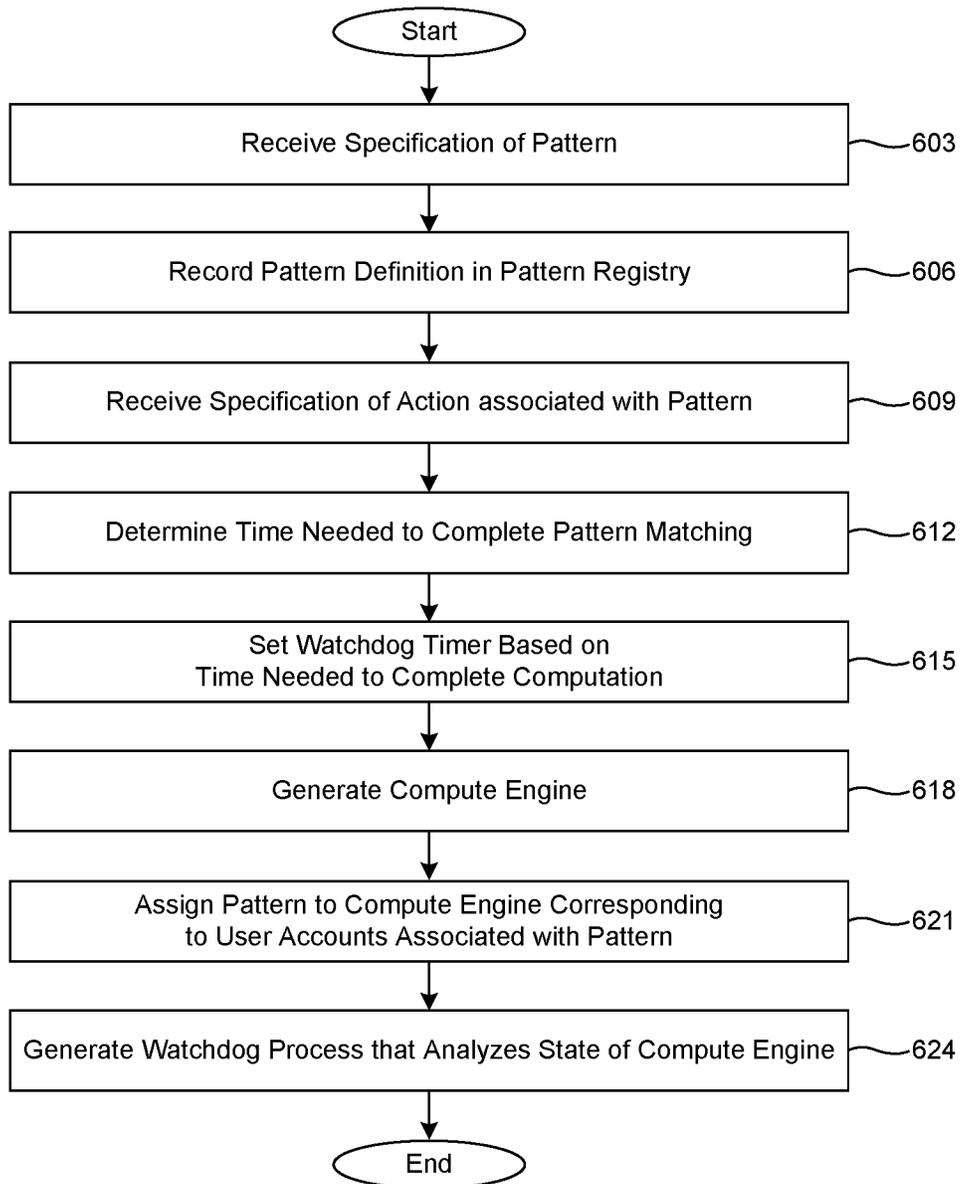 Start
Receive Specification of Pattern
603
Record Pattern Definition in Pattern Registry
606
Receive Specification of Action associated with Pattern
609
Determine Time Needed to Complete Pattern Matching
612
Set Watchdog Timer Based on
Time Needed to Complete Computation
615
Generate Compute Engine
618
Assign Pattern to Compute Engine Corresponding
to User Accounts Associated with Pattern
621
Generate Watchdog Process that Analyzes State of Compute Engine
624
End